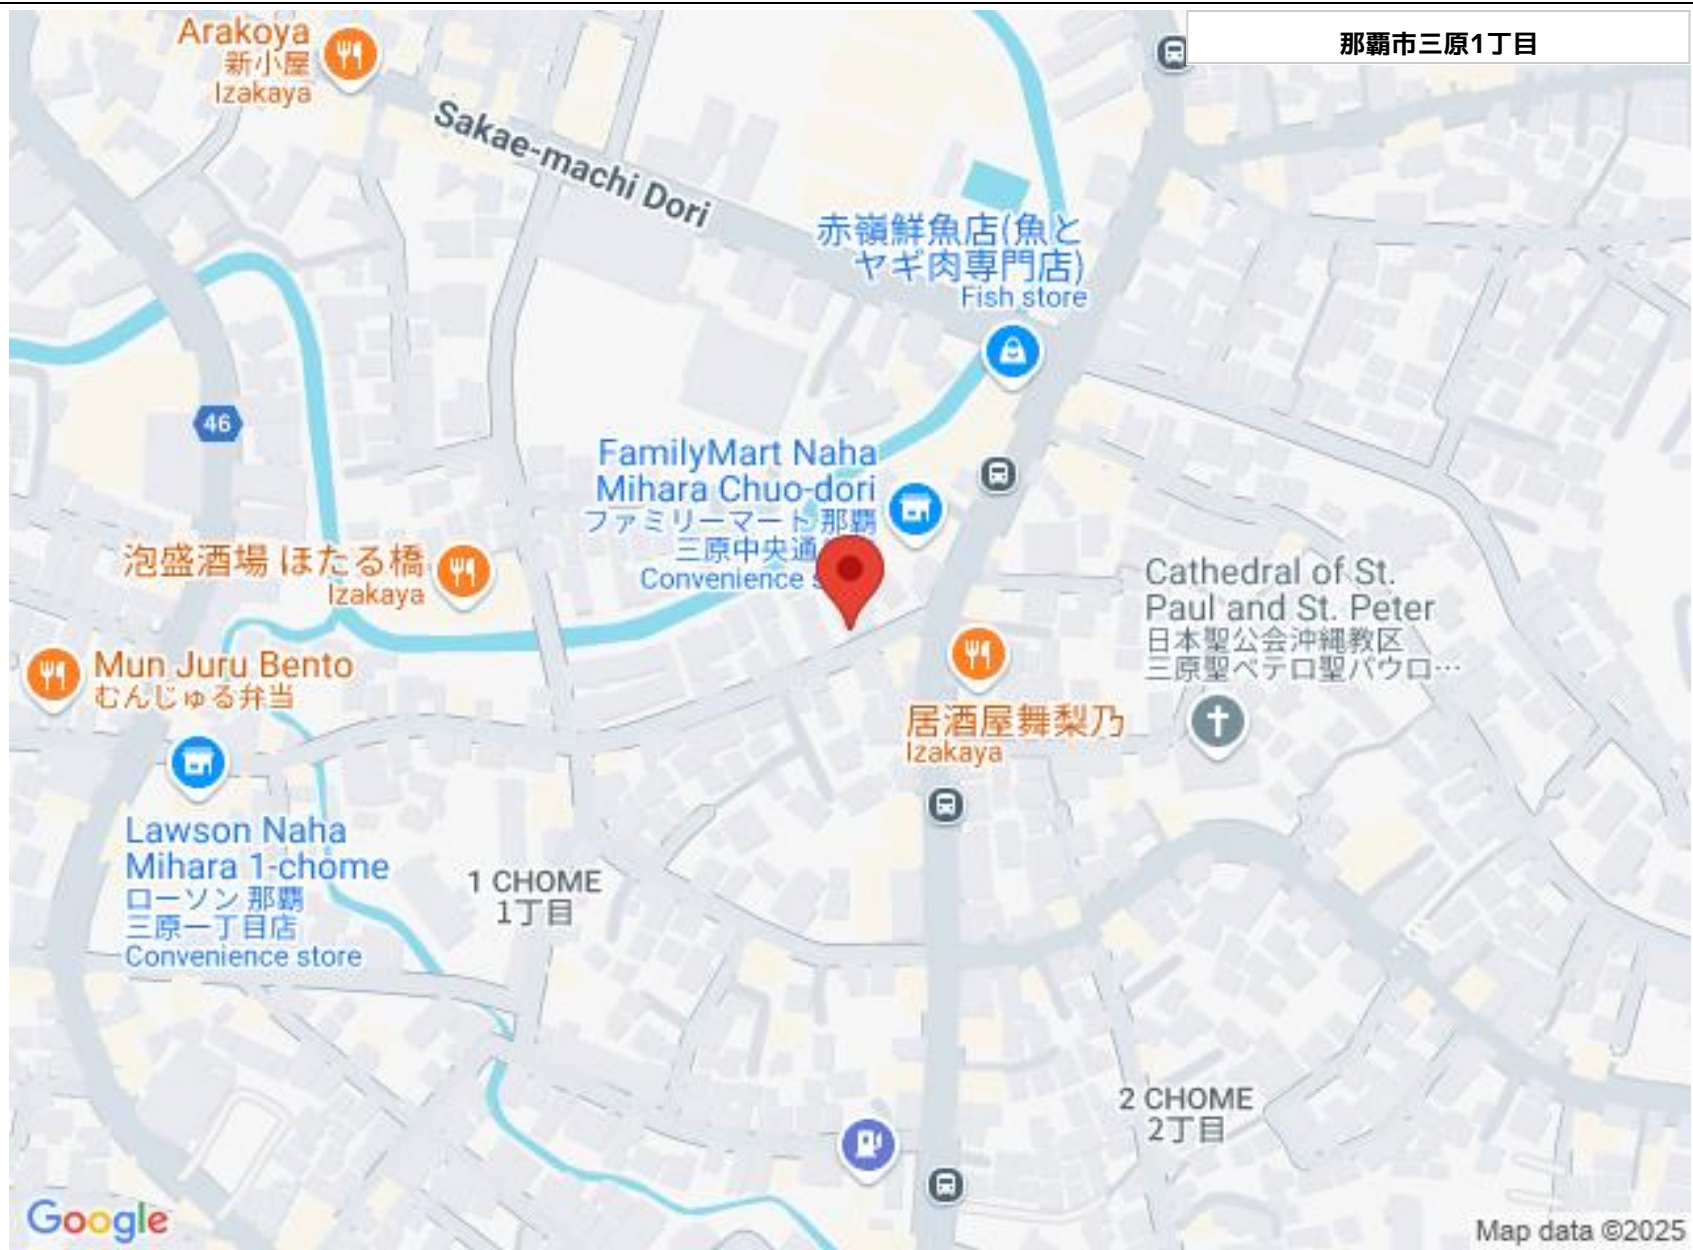 那覇市三原1丁目
Arakoya
新小屋
Izakaya
Sakae-machi Dori
赤嶺鮮魚店(魚と
ヤギ肉専門店)
Fish store
46
FamilyMart Naha
Mihara Chuo-dori
ファミリーマート 那覇
三原中央通
Convenience s
泡盛酒場 ほたる橋
Izakaya
Cathedral of St.
Paul and St. Peter
日本聖公会沖縄教区
三原聖ペテロ聖パウロ…
Mun Juru Bento
むんじゅる弁当
居酒屋舞梨乃
Izakaya
Lawson Naha
Mihara 1-chome
ローソン 那覇
三原一丁目店
Convenience store
1 CHOME
1丁目
2 CHOME
2丁目
Google
Map data ©2025